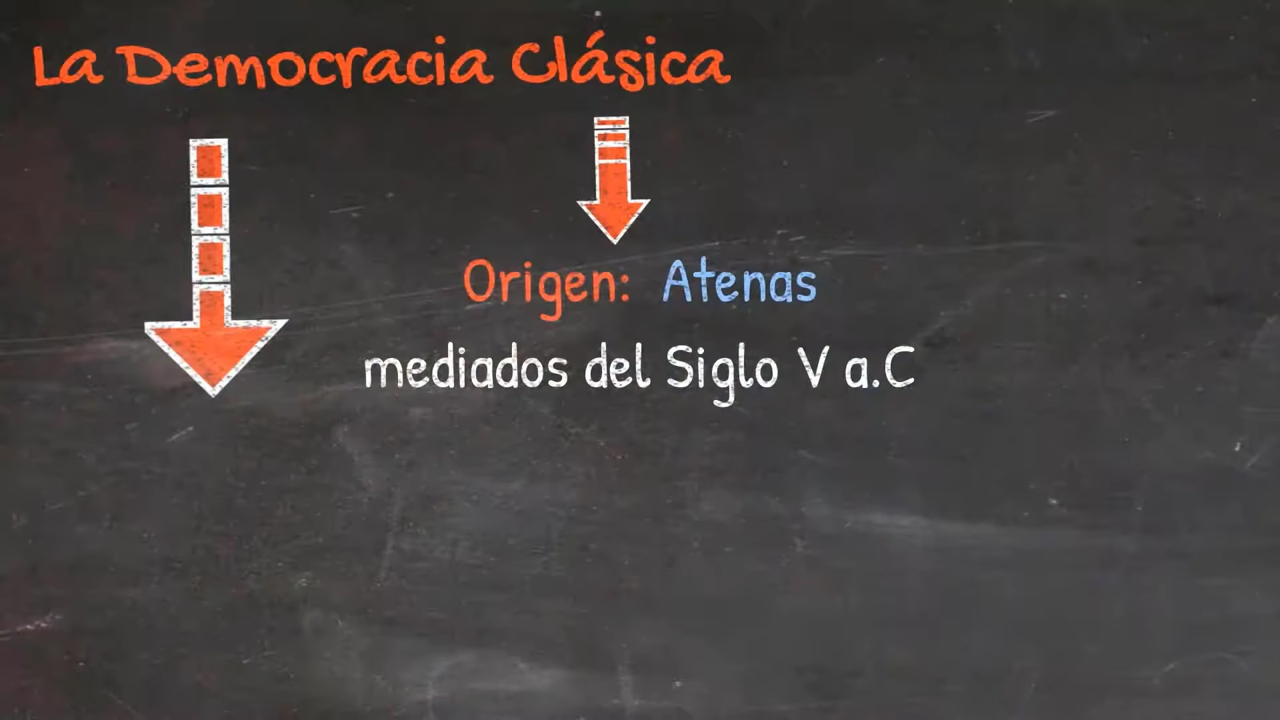 La Democracia Clásica
Origen: Atenas
mediados del Siglo V a.C